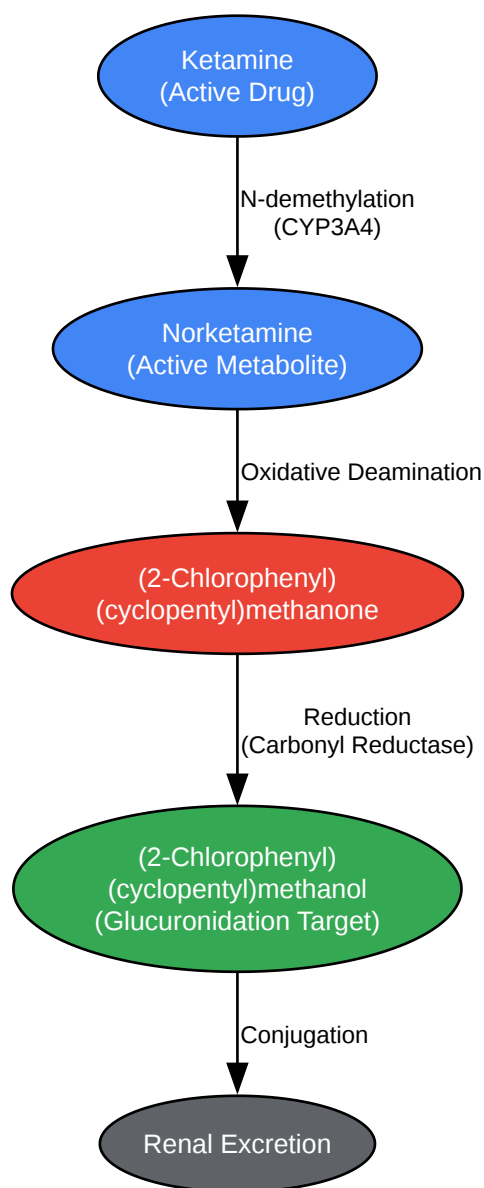 Ketamine
(Active Drug)
N-demethylation
(CYP3A4)
Norketamine
(Active Metabolite)
Oxidative Deamination
(2-Chlorophenyl)
(cyclopentyl)methanone
Reduction
(Carbonyl Reductase)
(2-Chlorophenyl)
(cyclopentyl)methanol
(Glucuronidation Target)
Conjugation
Renal Excretion